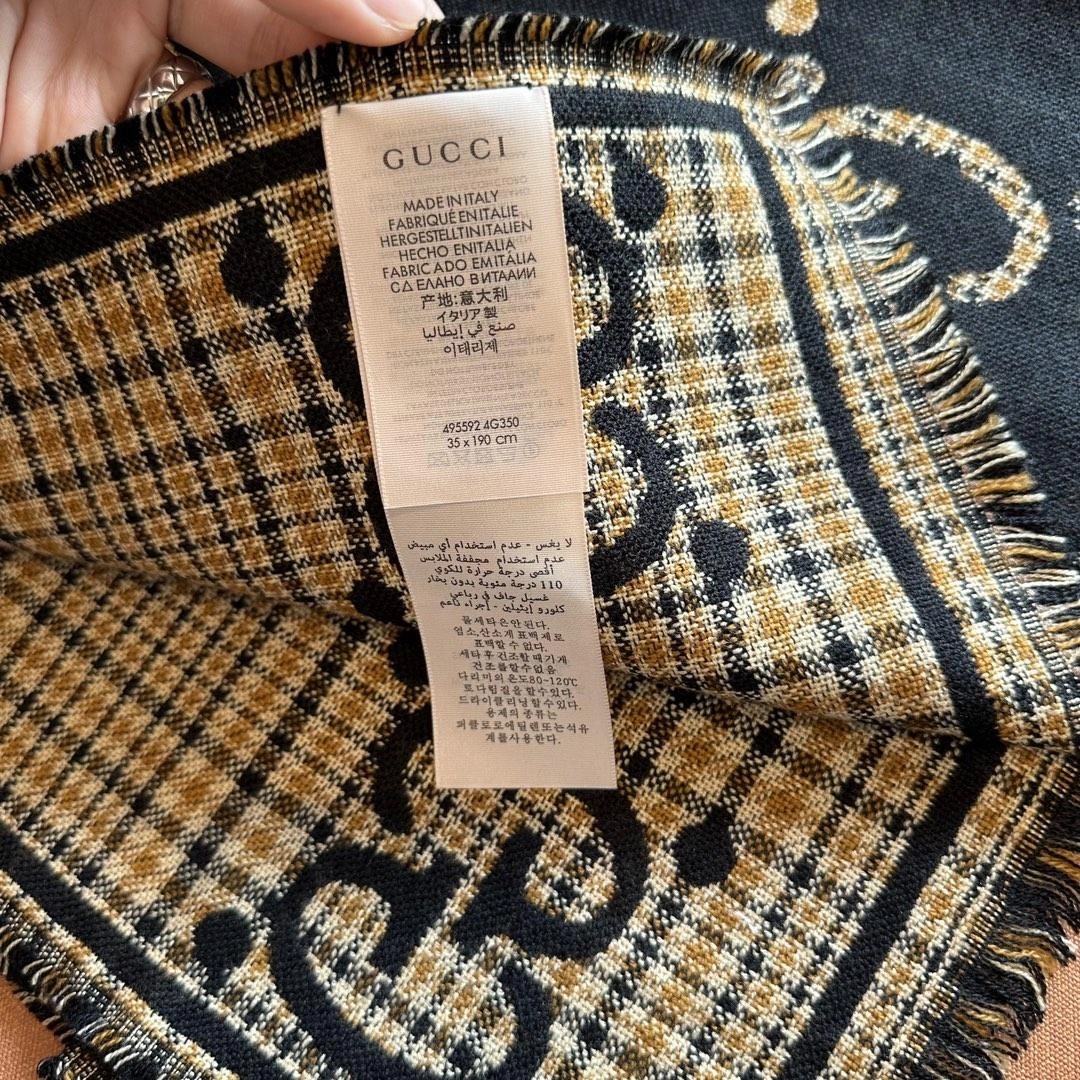 GUCCI
MADE IN ITALY
FABRIQUÉ EN ITALIE
HERGESTELLT IN ITALIEN
HECHO EN ITALIA
FABRIC ADO EM ITÁLIA
CΔ ЕЛАНО В ИТАЛИИ
产地:意大利
イタリア製
صنع في إيطاليا
이태리제
495592 4G350
35 x 190 cm
لا يغس - عدم استخدام أي مبيض
عدم استخدام مجففة الملابس
أقصى درجة حرارة للكوي
110 درجة مئوية بدون بخار
غسيل جاف في رباعي
كلورو إيثيلين - إجراء ناعم
물세탁은안된다.
염소,산소계 표백제로
표백할수없다.
세탁후건조할때기계
건조를할수없음
다리미의온도80-120℃
로다림질을할수있다.
드라이클리닝할수있다.
용제의종류는
퍼클로로에틸렌또는석유
계를사용한다.